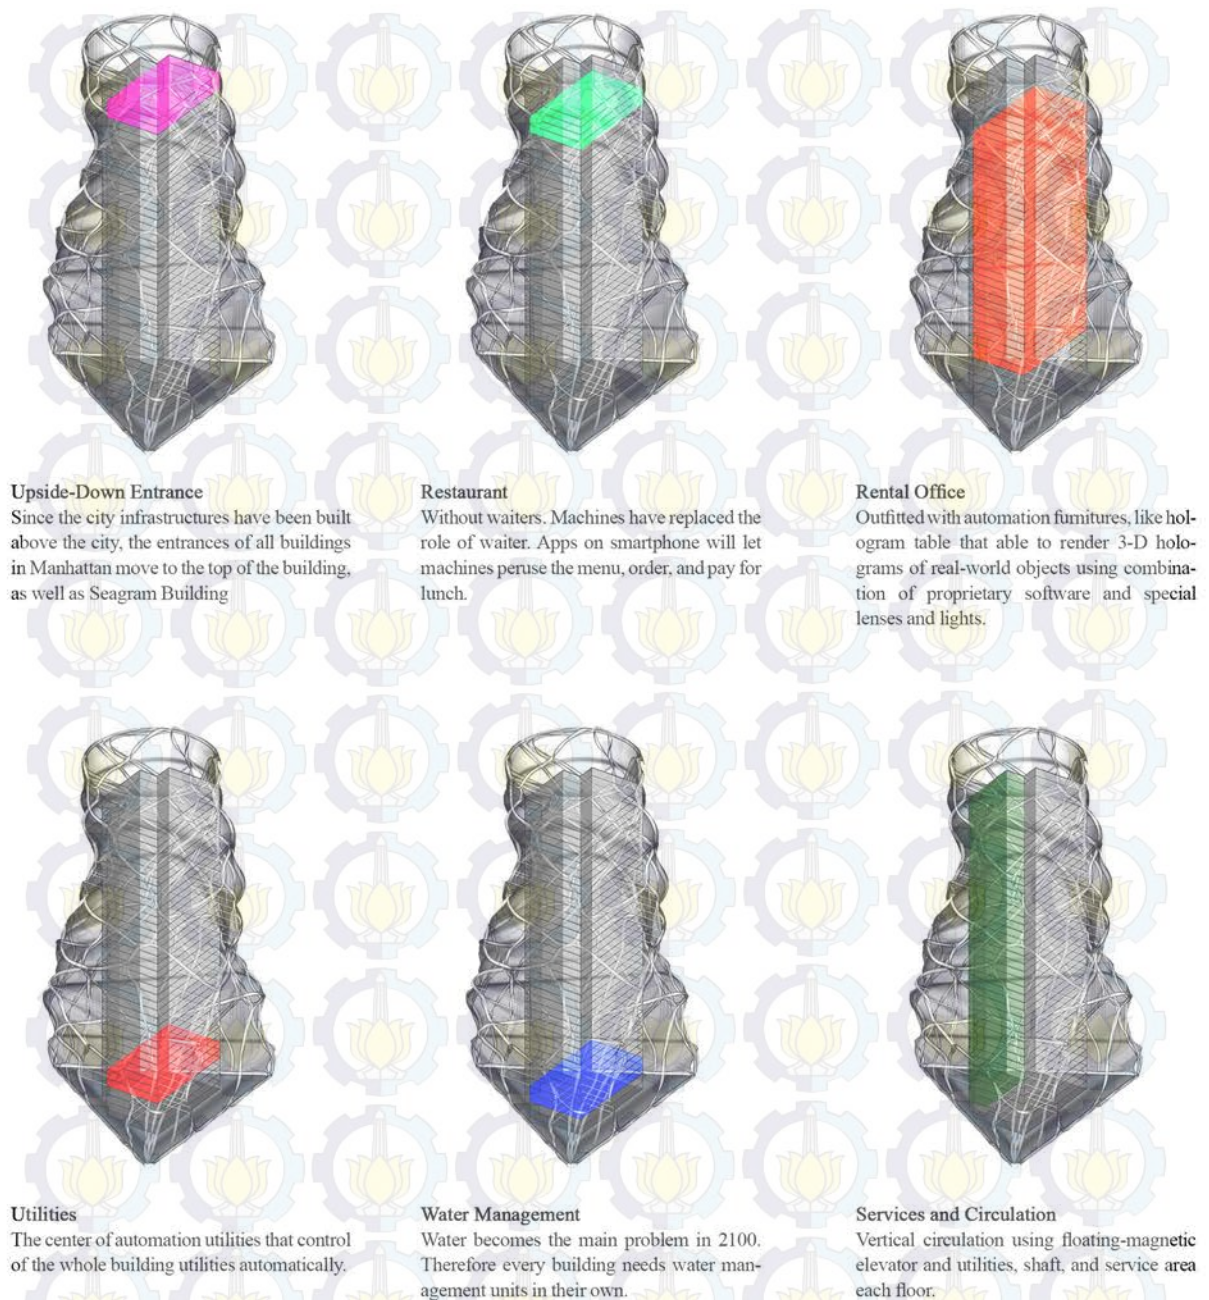 Upside-Down Entrance
Since the city infrastructures have been built
above the city, the entrances of all buildings
in Manhattan move to the top of the building,
as well as Seagram Building
Restaurant
Without waiters. Machines have replaced the
role of waiter. Apps on smartphone will let
machines peruse the menu, order, and pay for
lunch.
Rental Office
Outfitted with automation furnitures, like hol-
ogram table that able to render 3-D holo-
grams of real-world objects using combina-
tion of proprietary software and special
lenses and lights.
Utilities
The center of automation utilities that control
of the whole building utilities automatically.
Water Management
Water becomes the main problem in 2100.
Therefore every building needs water man-
agement units in their own.
Services and Circulation
Vertical circulation using floating-magnetic
elevator and utilities, shaft, and service area
each floor.